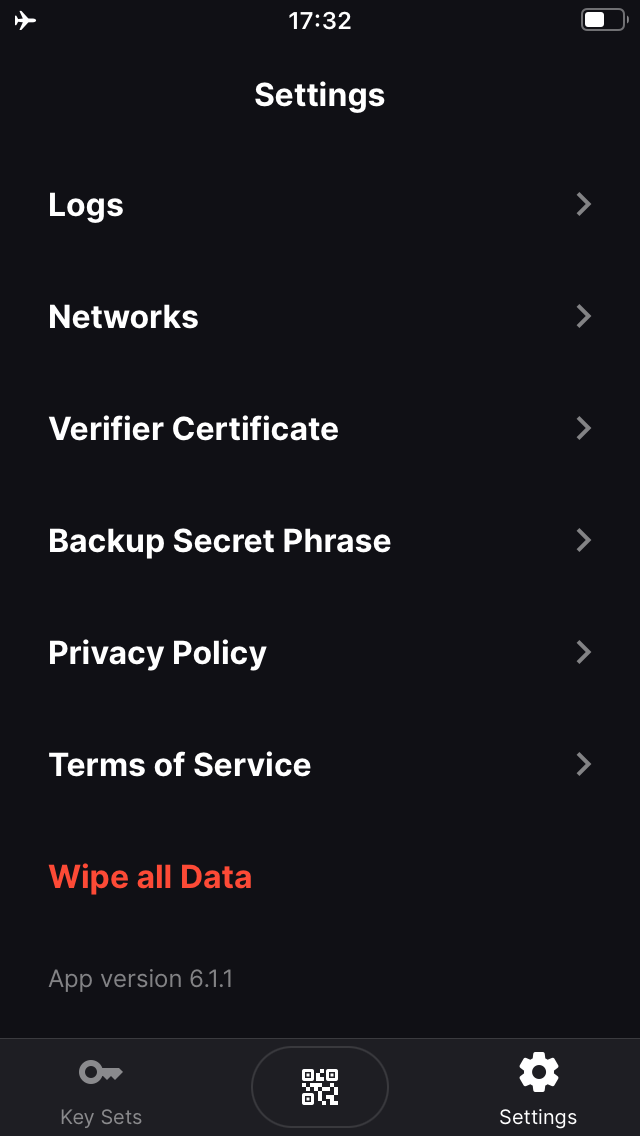 17:32
Settings
Logs
Networks
Verifier Certificate
Backup Secret Phrase
Privacy Policy
Terms of Service
Wipe all Data
App version 6.1.1
Key Sets
Settings